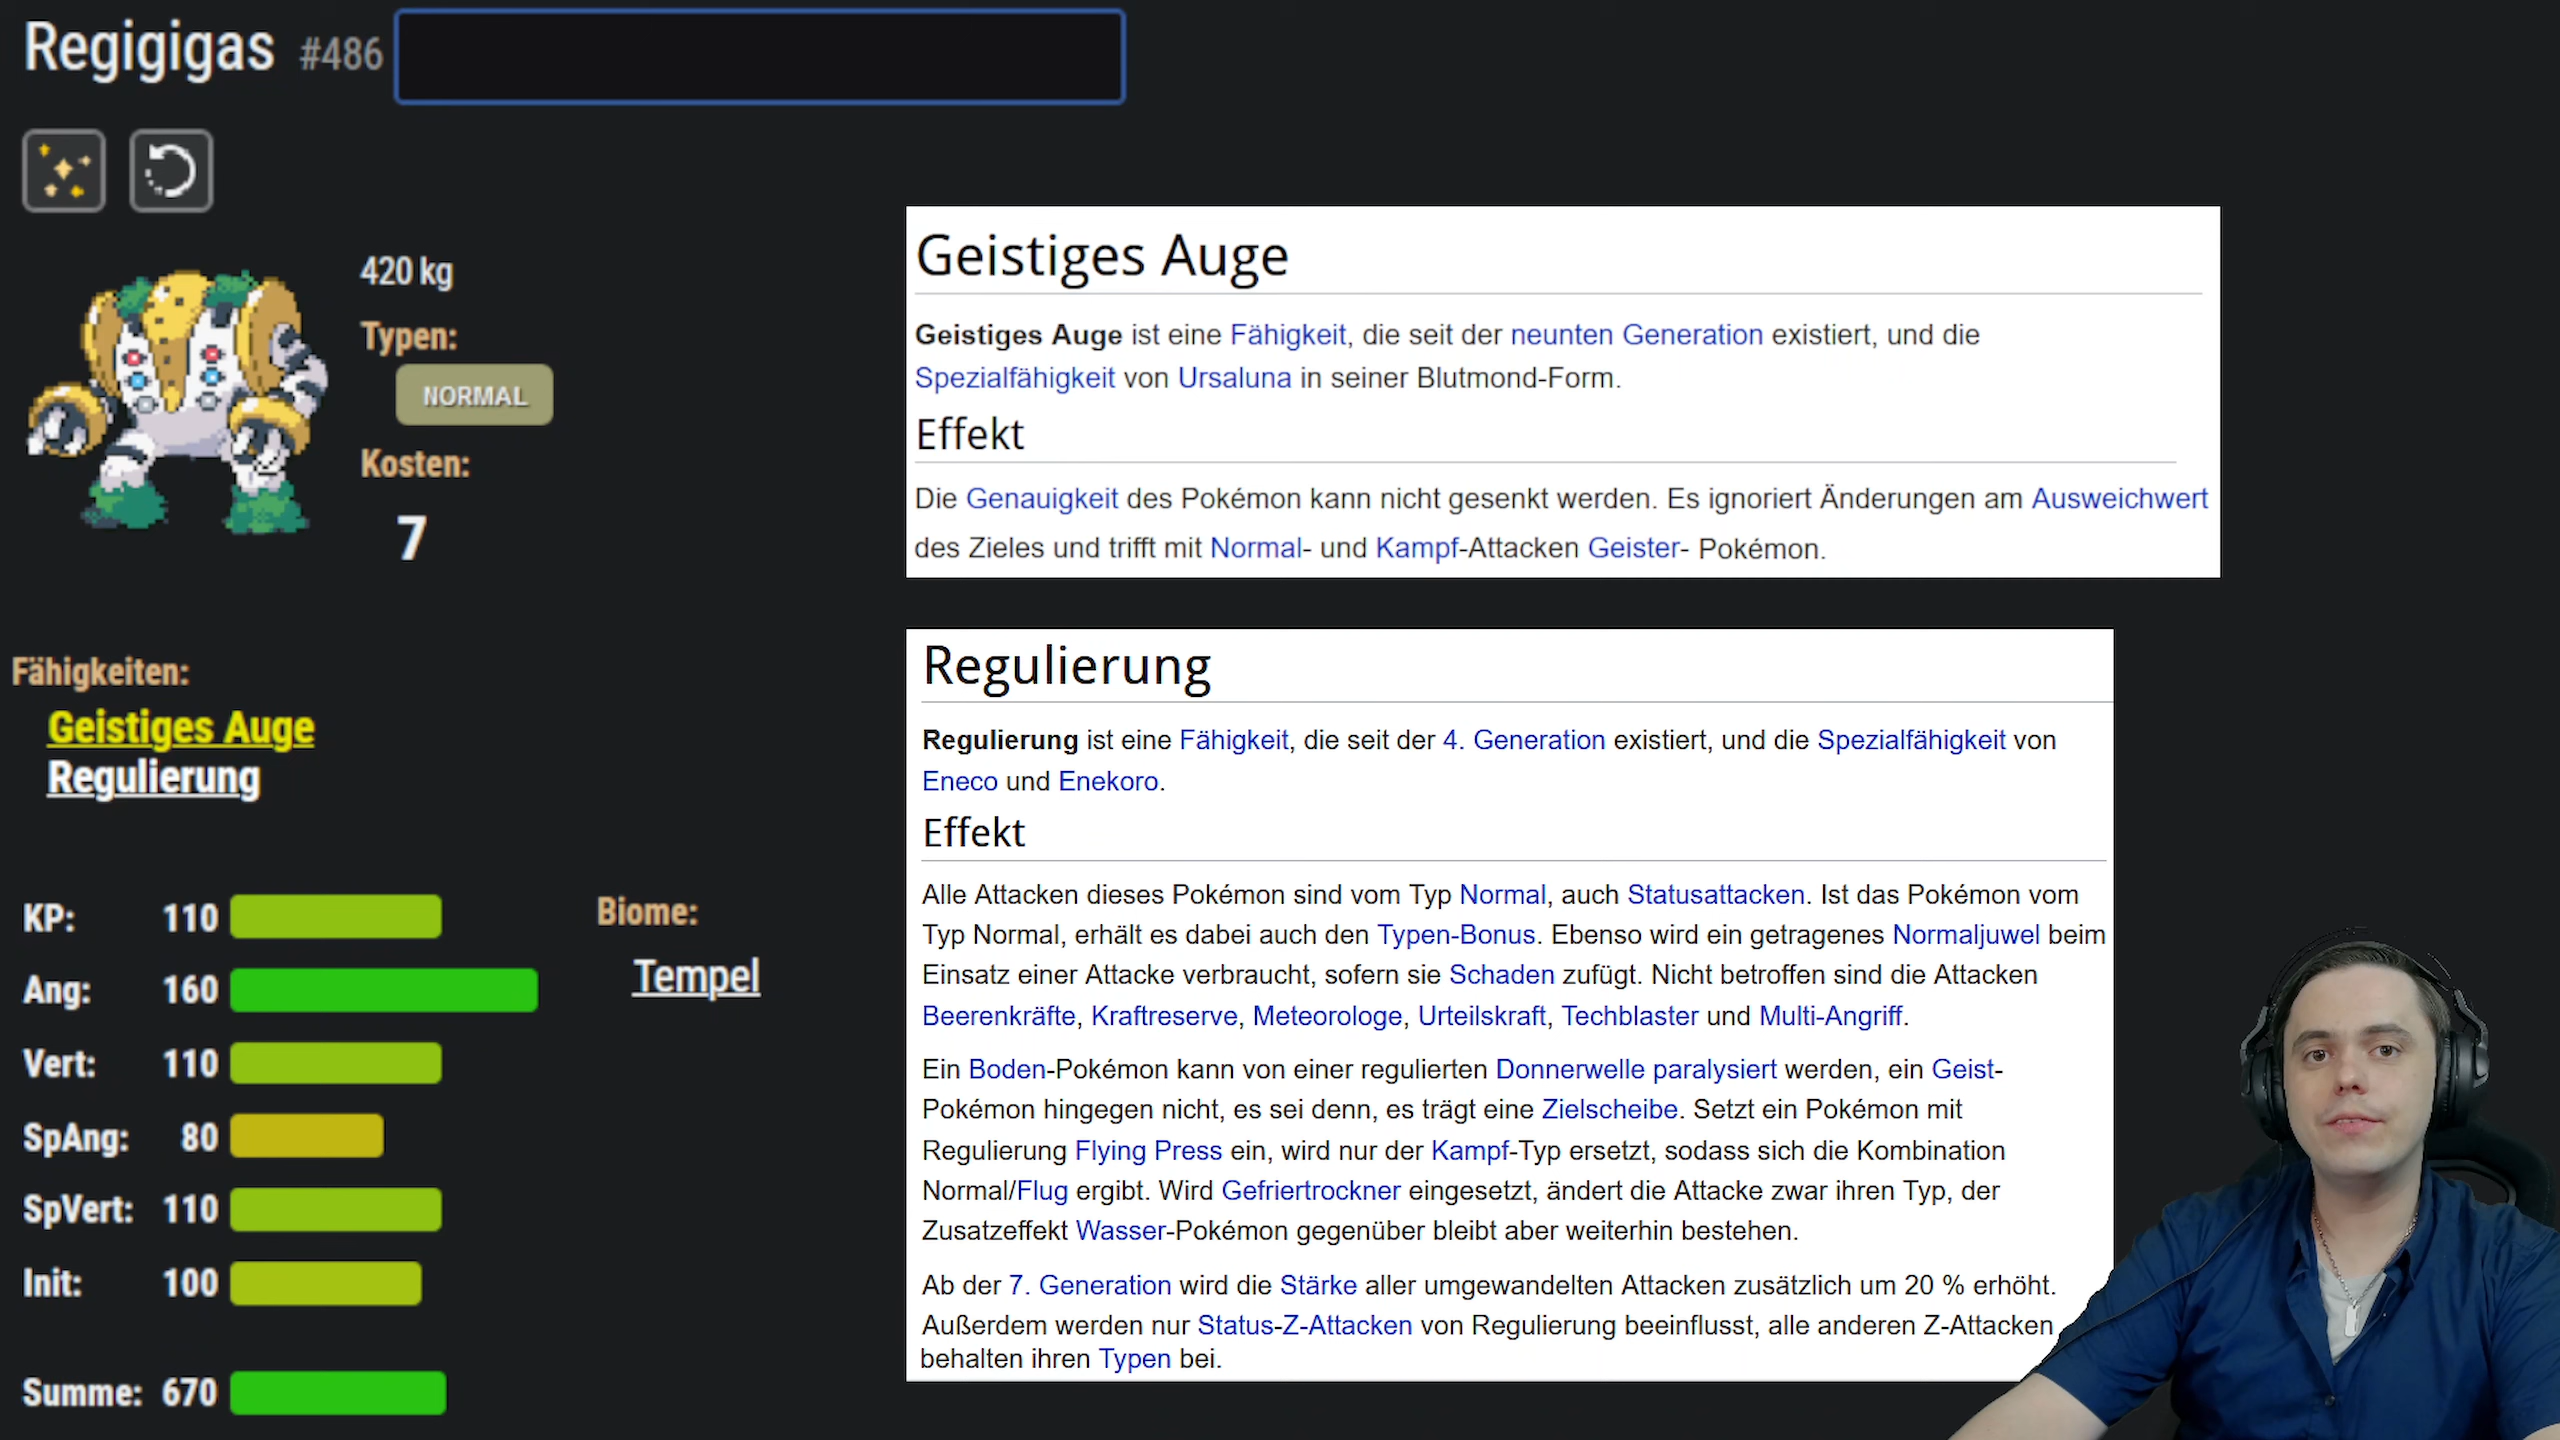 Regigigas #486
420 kg
Typen:
NORMAL
Kosten:
7
Fähigkeiten:
Geistiges Auge
Regulierung
KP: 110
Ang: 160
Vert: 110
SpAng: 80
SpVert: 110
Init: 100
Summe: 670
Biome:
Tempel
Geistiges Auge
Geistiges Auge ist eine Fähigkeit, die seit der neunten Generation existiert, und die
Spezialfähigkeit von Ursaluna in seiner Blutmond-Form.
Effekt
Die Genauigkeit des Pokémon kann nicht gesenkt werden. Es ignoriert Änderungen am Ausweichwert
des Zieles und trifft mit Normal- und Kampf-Attacken Geister- Pokémon.
Regulierung
Regulierung ist eine Fähigkeit, die seit der 4. Generation existiert, und die Spezialfähigkeit von
Eneco und Enekoro.
Effekt
Alle Attacken dieses Pokémon sind vom Typ Normal, auch Statusattacken. Ist das Pokémon vom
Typ Normal, erhält es dabei auch den Typen-Bonus. Ebenso wird ein getragenes Normaljuwel beim
Einsatz einer Attacke verbraucht, sofern sie Schaden zufügt. Nicht betroffen sind die Attacken
Beerenkräfte, Kraftreserve, Meteorologe, Urteilskraft, Techblaster und Multi-Angriff.
Ein Boden-Pokémon kann von einer regulierten Donnerwelle paralysiert werden, ein Geist-
Pokémon hingegen nicht, es sei denn, es trägt eine Zielscheibe. Setzt ein Pokémon mit
Regulierung Flying Press ein, wird nur der Kampf-Typ ersetzt, sodass sich die Kombination
Normal/Flug ergibt. Wird Gefriertrockner eingesetzt, ändert die Attacke zwar ihren Typ, der
Zusatzeffekt Wasser-Pokémon gegenüber bleibt aber weiterhin bestehen.
Ab der 7. Generation wird die Stärke aller umgewandelten Attacken zusätzlich um 20 % erhöht.
Außerdem werden nur Status-Z-Attacken von Regulierung beeinflusst, alle anderen Z-Attacken
behalten ihren Typen bei.